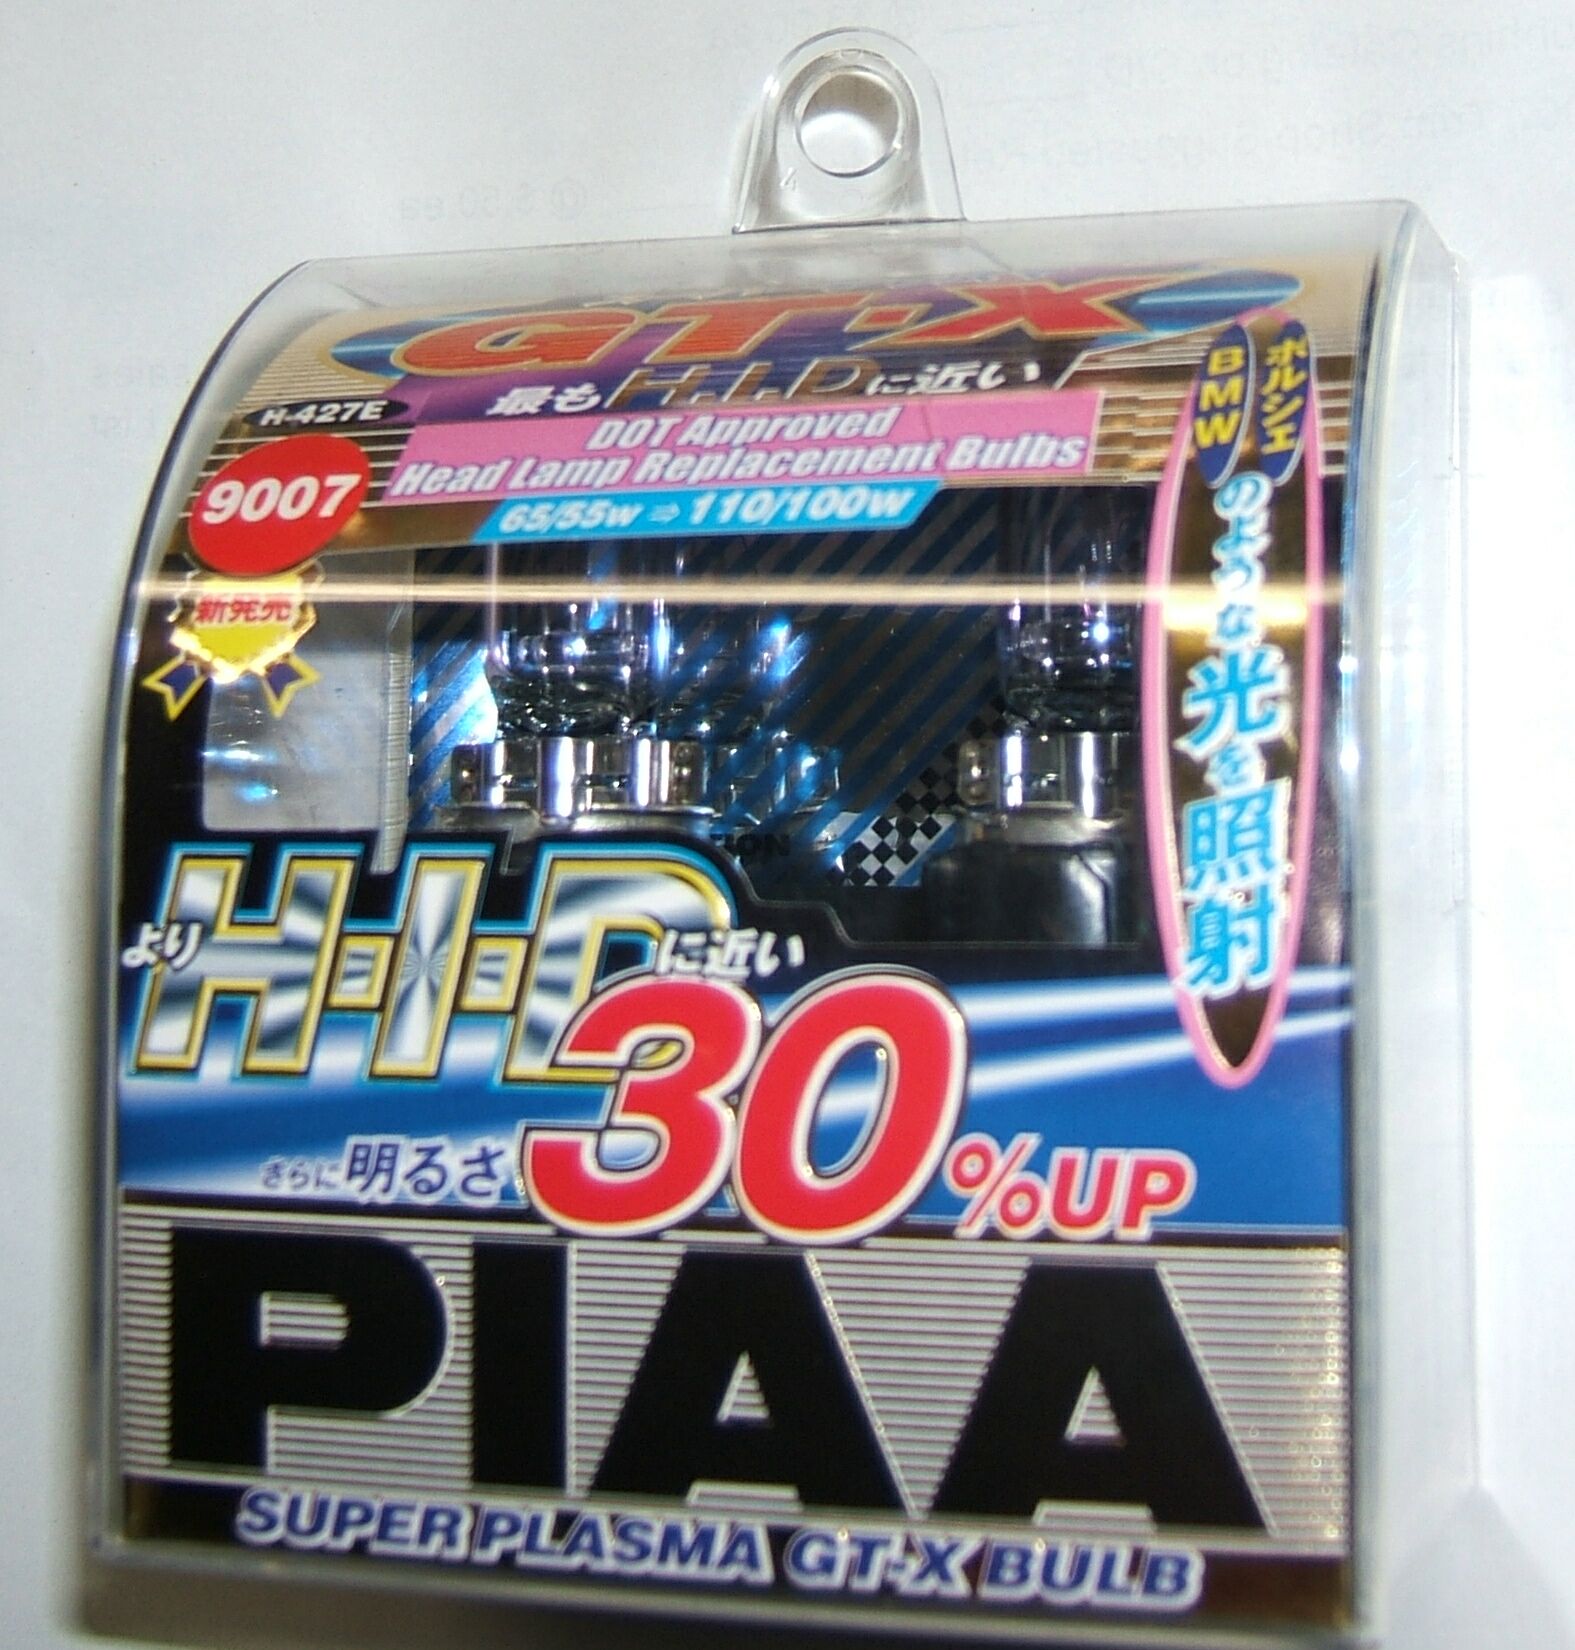 GT-X
最もH.I.Dに近い
H-427E
DOT Approved
Head Lamp Replacement Bulbs
9007
65/55w ⇒ 110/100w
新発売
BMW
ポルシェ
のような光を照射
より H・I・D に近い
さらに明るさ 30%UP
PIAA
SUPER PLASMA GT-X BULB